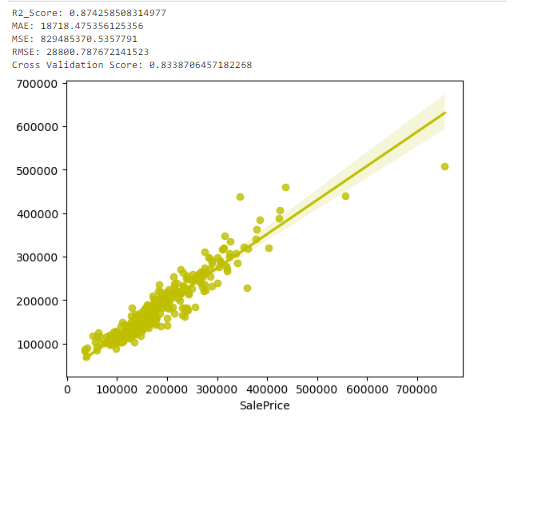 R2_Score: 0.874258508314977
MAE: 18718.475356125356
MSE: 829485370.5357791
RMSE: 28800.787672141523
Cross Validation Score: 0.8338706457182268
700000
600000
500000
400000
300000
200000
100000
0 100000 200000 300000 400000 500000 600000 700000
SalePrice